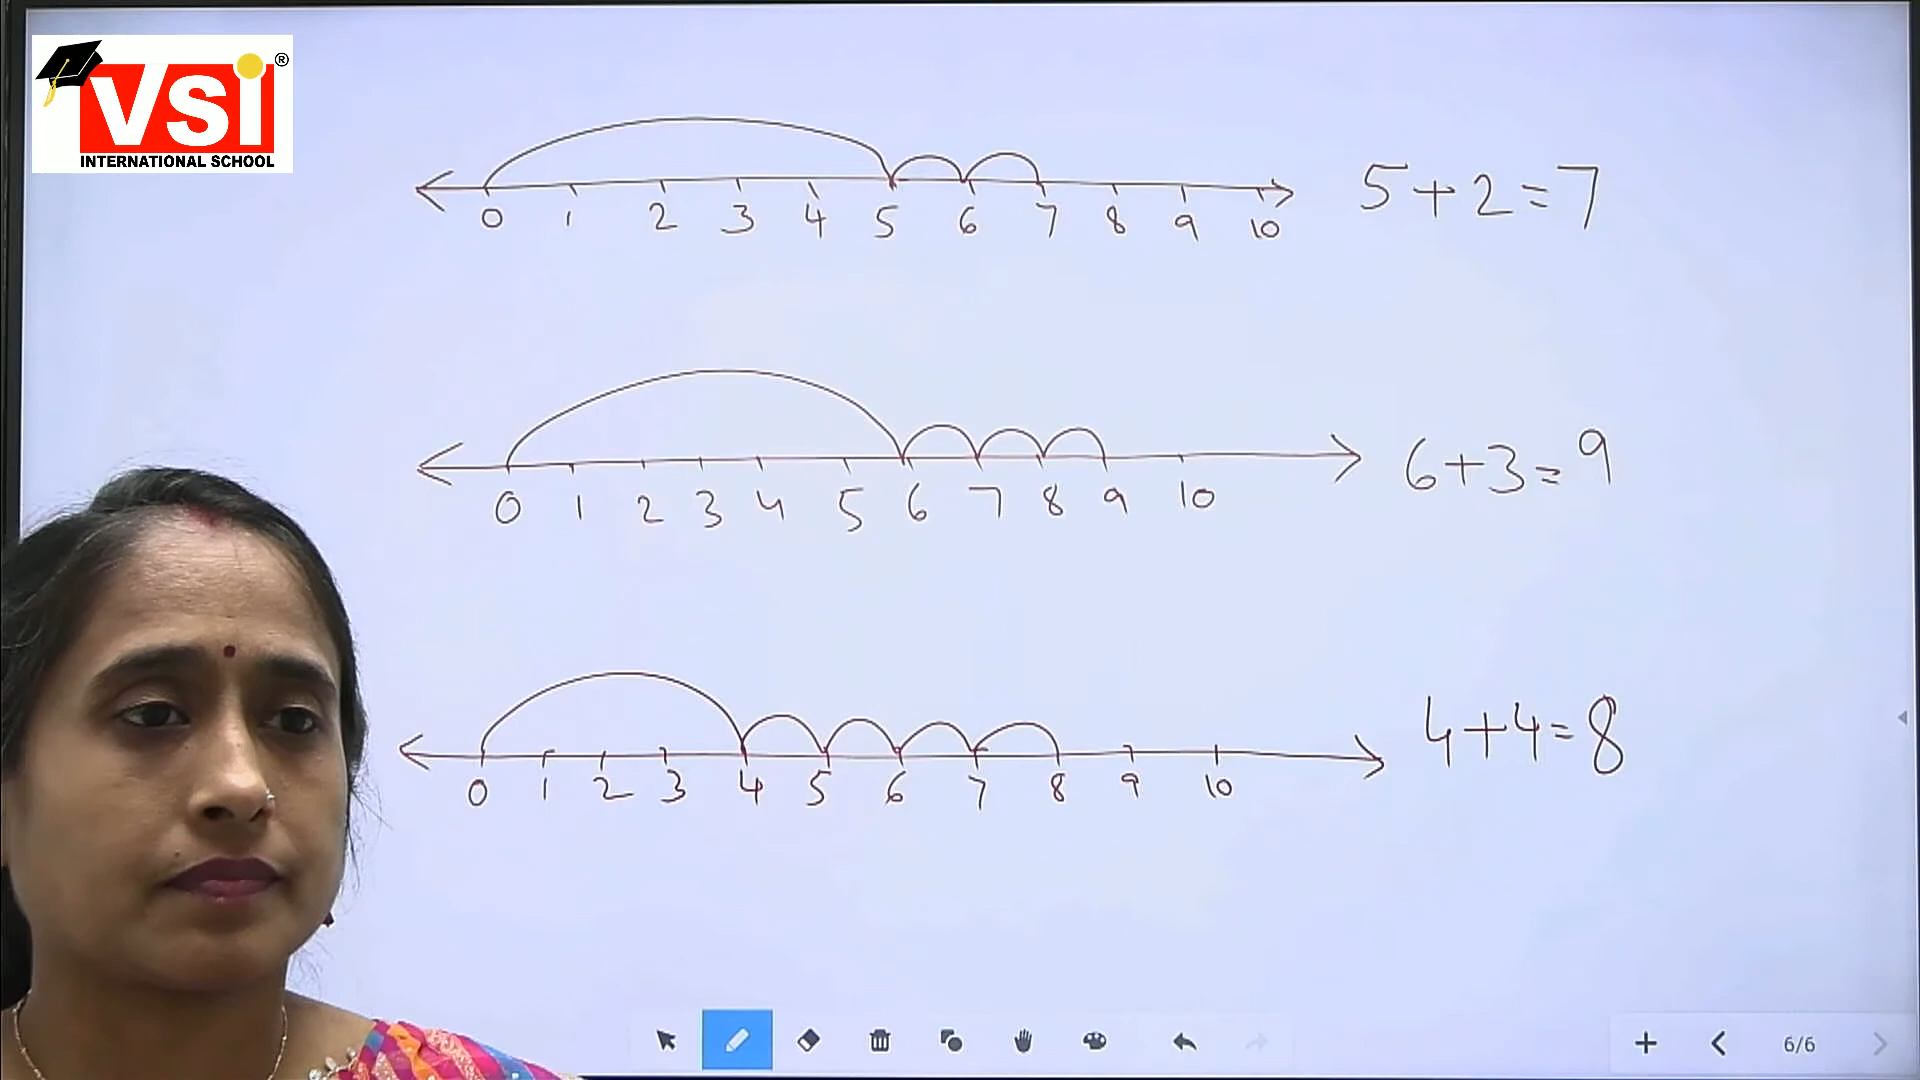 vsi®
INTERNATIONAL SCHOOL
0 1 2 3 4 5 6 7 8 9 10
5+2=7
0 1 2 3 4 5 6 7 8 9 10
6+3=9
0 1 2 3 4 5 6 7 8 9 10
4+4=8
6/6